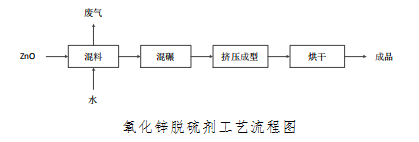 废气
ZnO 混料 混碾 挤压成型 烘干 成品
水
氧化锌脱硫剂工艺流程图